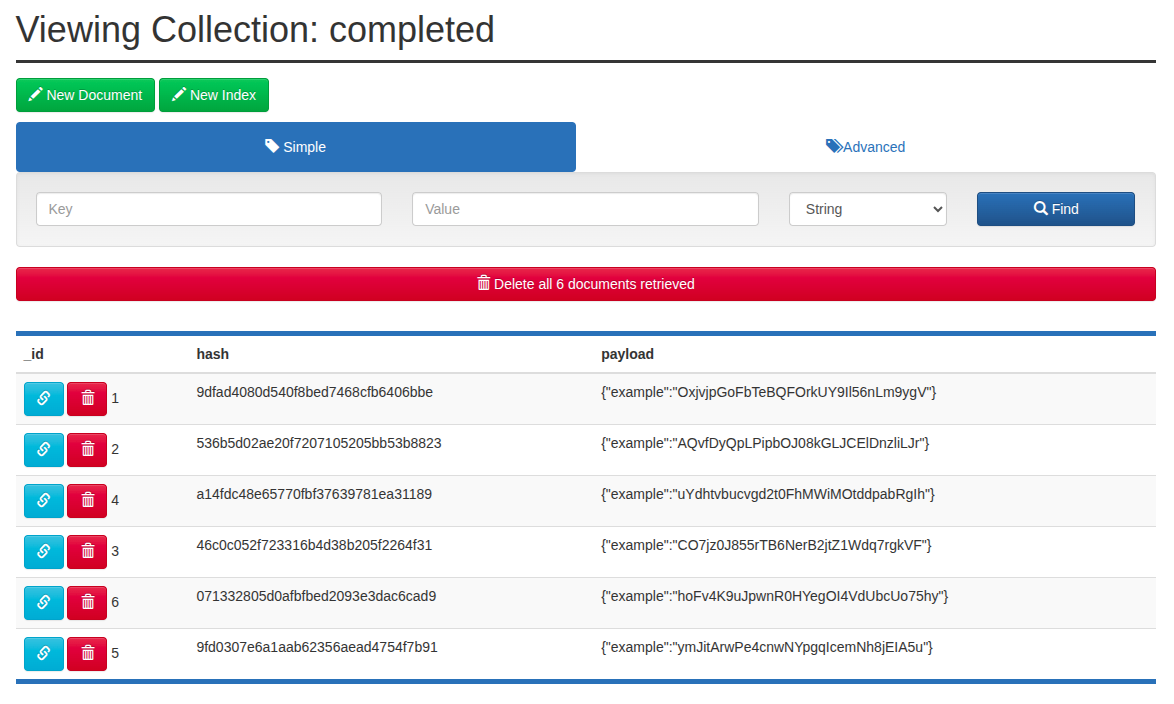 Viewing Collection: completed
New Document New Index
Simple Advanced
Key Value String Find
Delete all 6 documents retrieved
_id hash payload
1 9dfad4080d540f8bed7468cfb6406bbe {"example":"OxjvjpGoFbTeBQFOrkUY9Il56nLm9ygV"}
2 536b5d02ae20f7207105205bb53b8823 {"example":"AQvfDyQpLPipbOJ08kGLJCElDnzliLJr"}
4 a14fdc48e65770fbf37639781ea31189 {"example":"uYdhtvbucvgd2t0FhMWiMOtddpabRgIh"}
3 46c0c052f723316b4d38b205f2264f31 {"example":"CO7jz0J855rTB6NerB2jtZ1Wdq7rgkVF"}
6 071332805d0afbfbed2093e3dac6cad9 {"example":"hoFv4K9uJpwnR0HYegOI4VdUbcUo75hy"}
5 9fd0307e6a1aab62356aead4754f7b91 {"example":"ymJitArwPe4cnwNYpgqIcemNh8jEIA5u"}